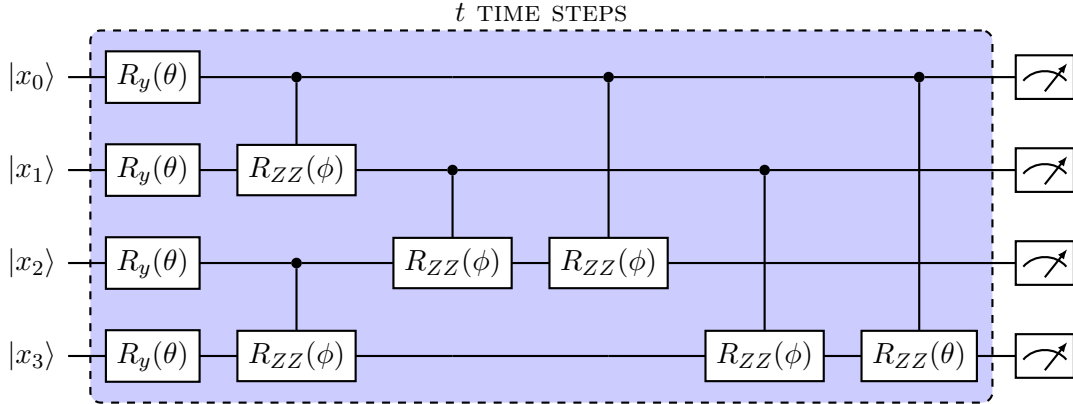 t TIME STEPS
|x₀⟩ R_y(θ)
|x₁⟩ R_y(θ) R_ZZ(ϕ)
|x₂⟩ R_y(θ) R_ZZ(ϕ) R_ZZ(ϕ)
|x₃⟩ R_y(θ) R_ZZ(ϕ) R_ZZ(ϕ) R_ZZ(θ)